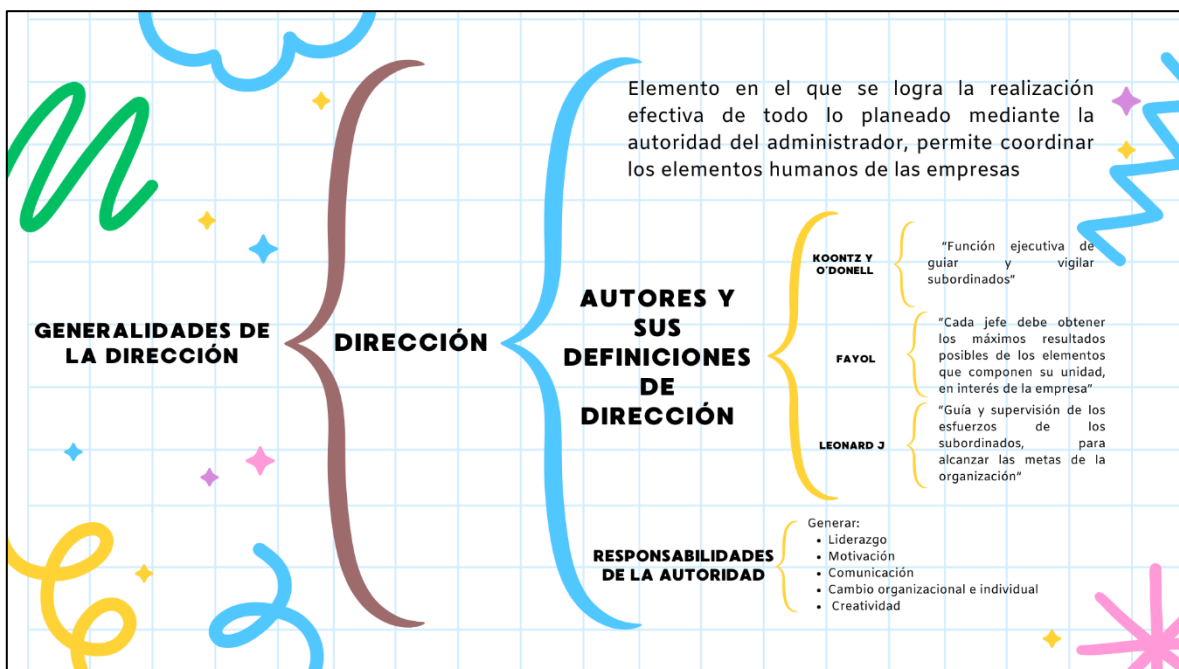 GENERALIDADES DE
LA DIRECCIÓN
DIRECCIÓN
Elemento en el que se logra la realización
efectiva de todo lo planeado mediante la
autoridad del administrador, permite coordinar
los elementos humanos de las empresas
AUTORES Y
SUS
DEFINICIONES
DE
DIRECCIÓN
KOONTZ Y
O'DONELL
"Función ejecutiva de
guiar y vigilar
subordinados"
FAYOL
"Cada jefe debe obtener
los máximos resultados
posibles de los elementos
que componen su unidad,
en interés de la empresa"
LEONARD J
"Guía y supervisión de los
esfuerzos de los
subordinados, para
alcanzar las metas de la
organización"
RESPONSABILIDADES
DE LA AUTORIDAD
Generar:
• Liderazgo
• Motivación
• Comunicación
• Cambio organizacional e individual
• Creatividad